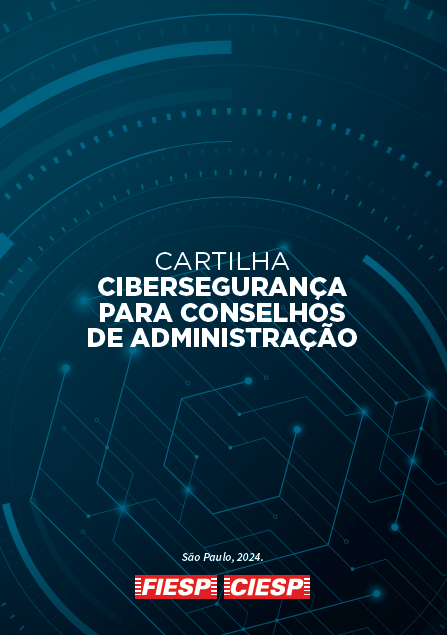 CARTILHA
CIBERSEGURANÇA
PARA CONSELHOS
DE ADMINISTRAÇÃO
São Paulo, 2024.
FIESP CIESP